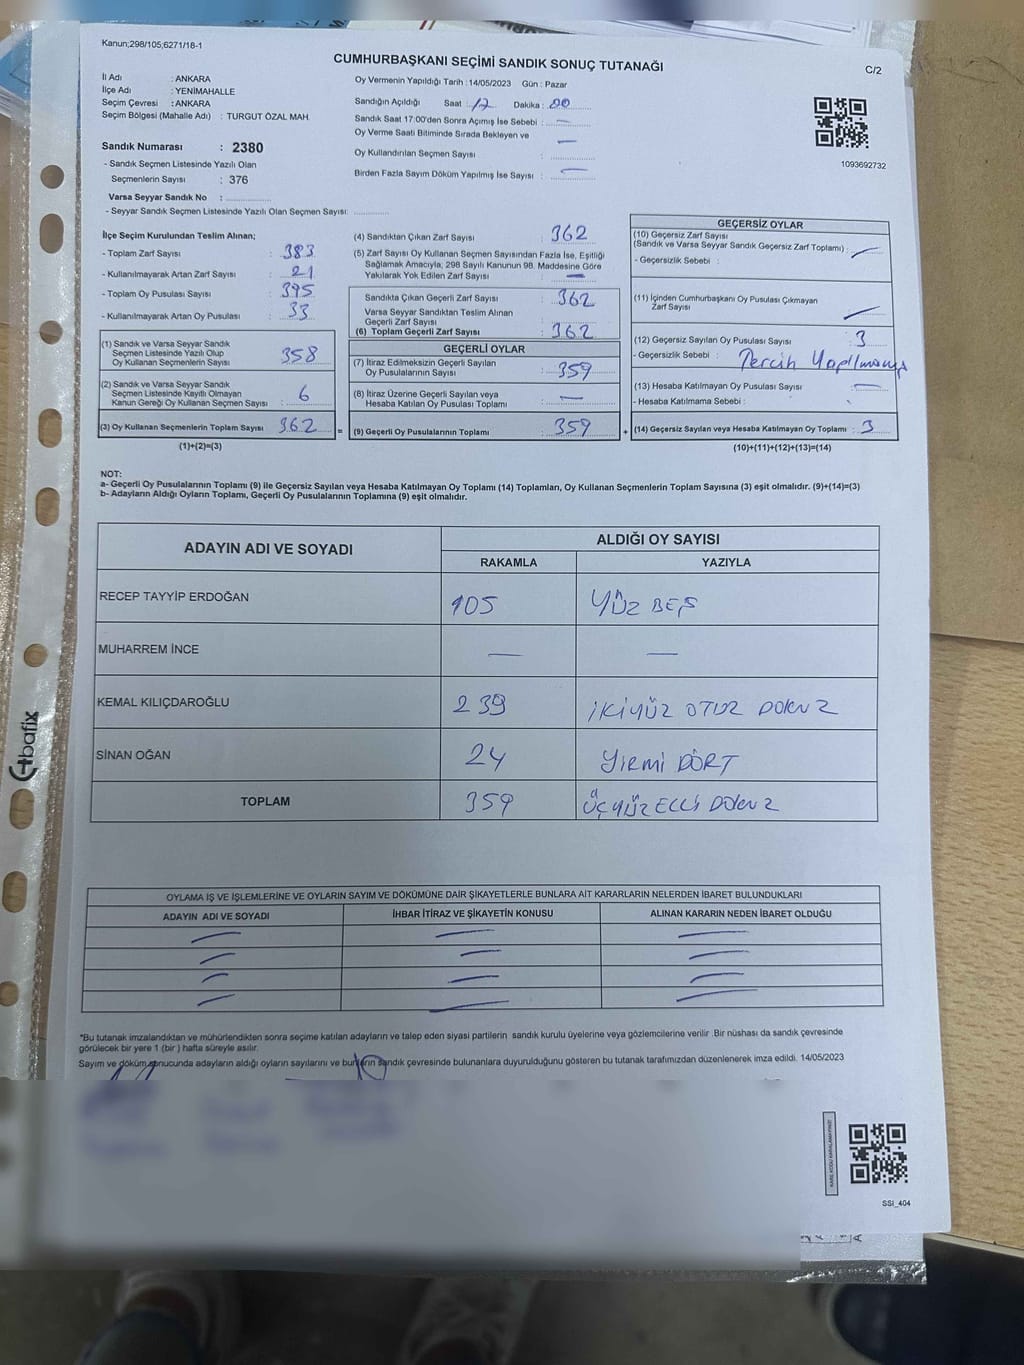 Kanun;298/105;6271/18-1
CUMHURBAŞKANI SEÇİMİ SANDIK SONUÇ TUTANAĞI
C/2
İl Adı : ANKARA
İlçe Adı : YENİMAHALLE
Seçim Çevresi : ANKARA
Seçim Bölgesi (Mahalle Adı) : TURGUT ÖZAL MAH.
Oy Vermenin Yapıldığı Tarih : 14/05/2023 Gün : Pazar
Sandığın Açıldığı Saat : 17 Dakika : 00
Sandık Saat 17:00'den Sonra Açımış İse Sebebi : —
Oy Verme Saati Bitiminde Sırada Bekleyen ve —
Oy Kullandırılan Seçmen Sayısı :
Birden Fazla Sayım Döküm Yapılmış İse Sayısı : —
1093692732
Sandık Numarası : 2380
- Sandık Seçmen Listesinde Yazılı Olan
Seçmenlerin Sayısı : 376
Varsa Seyyar Sandık No :
- Seyyar Sandık Seçmen Listesinde Yazılı Olan Seçmen Sayısı:
İlçe Seçim Kurulundan Teslim Alınan;
- Toplam Zarf Sayısı : 383
- Kullanılmayarak Artan Zarf Sayısı : 21
- Toplam Oy Pusulası Sayısı : 395
- Kullanılmayarak Artan Oy Pusulası : 33
(1) Sandık ve Varsa Seyyar Sandık
Seçmen Listesinde Yazılı Olup
Oy Kullanan Seçmenlerin Sayısı : 358
(2) Sandık ve Varsa Seyyar Sandık
Seçmen Listesinde Kayıtlı Olmayan
Kanun Gereği Oy Kullanan Seçmen Sayısı : 6
(3) Oy Kullanan Seçmenlerin Toplam Sayısı : 362 =
(1)+(2)=(3)
(4) Sandıktan Çıkan Zarf Sayısı : 362
(5) Zarf Sayısı Oy Kullanan Seçmen Sayısından Fazla İse, Eşitliği
Sağlamak Amacıyla, 298 Sayılı Kanunun 98. Maddesine Göre
Yakılarak Yok Edilen Zarf Sayısı : —
Sandıkta Çıkan Geçerli Zarf Sayısı : 362
Varsa Seyyar Sandıktan Teslim Alınan
Geçerli Zarf Sayısı :
(6) Toplam Geçerli Zarf Sayısı : 362
GEÇERLİ OYLAR
(7) İtiraz Edilmeksizin Geçerli Sayılan
Oy Pusulalarının Sayısı : 359
(8) İtiraz Üzerine Geçerli Sayılan veya
Hesaba Katılan Oy Pusulası Toplamı : —
(9) Geçerli Oy Pusulalarının Toplamı : 359 +
GEÇERSİZ OYLAR
(10) Geçersiz Zarf Sayısı
(Sandık ve Varsa Seyyar Sandık Geçersiz Zarf Toplamı) : —
- Geçersizlik Sebebi :
(11) İçinden Cumhurbaşkanı Oy Pusulası Çıkmayan
Zarf Sayısı : —
(12) Geçersiz Sayılan Oy Pusulası Sayısı : 3
- Geçersizlik Sebebi : Tercih Yapılmamış
(13) Hesaba Katılmayan Oy Pusulası Sayısı : —
- Hesaba Katılmama Sebebi :
(14) Geçersiz Sayılan veya Hesaba Katılmayan Oy Toplamı : 3
(10)+(11)+(12)+(13)=(14)
NOT:
a- Geçerli Oy Pusulalarının Toplamı (9) ile Geçersiz Sayılan veya Hesaba Katılmayan Oy Toplamı (14) Toplamları, Oy Kullanan Seçmenlerin Toplam Sayısına (3) eşit olmalıdır. (9)+(14)=(3)
b- Adayların Aldığı Oyların Toplamı, Geçerli Oy Pusulalarının Toplamına (9) eşit olmalıdır.
ADAYIN ADI VE SOYADI ALDIĞI OY SAYISI
RAKAMLA YAZIYLA
RECEP TAYYİP ERDOĞAN 105 YÜZ BEŞ
MUHARREM İNCE — —
KEMAL KILIÇDAROĞLU 239 İKİYÜZ OTUZ DOKUZ
SİNAN OĞAN 24 YİRMİ DÖRT
TOPLAM 359 ÜÇYÜZ ELLİ DOKUZ
OYLAMA İŞ VE İŞLEMLERİNE VE OYLARIN SAYIM VE DÖKÜMÜNE DAİR ŞİKAYETLERLE BUNLARA AİT KARARLARIN NELERDEN İBARET BULUNDUKLARI
ADAYIN ADI VE SOYADI İHBAR İTİRAZ VE ŞİKAYETİN KONUSU ALINAN KARARIN NEDEN İBARET OLDUĞU
— — —
— — —
— — —
— — —
*Bu tutanak imzalandıktan ve mühürlendikten sonra seçime katılan adayların ve talep eden siyasi partilerin sandık kurulu üyelerine veya gözlemcilerine verilir .Bir nüshası da sandık çevresinde
görülecek bir yere 1 (bir ) hafta süreyle asılır.
Sayım ve döküm sonucunda adayların aldığı oyların sayılarını ve bunların sandık çevresinde bulunanlara duyurulduğunu gösteren bu tutanak tarafımızdan düzenlenerek imza edildi. 14/05/2023
SSI_404
bafix